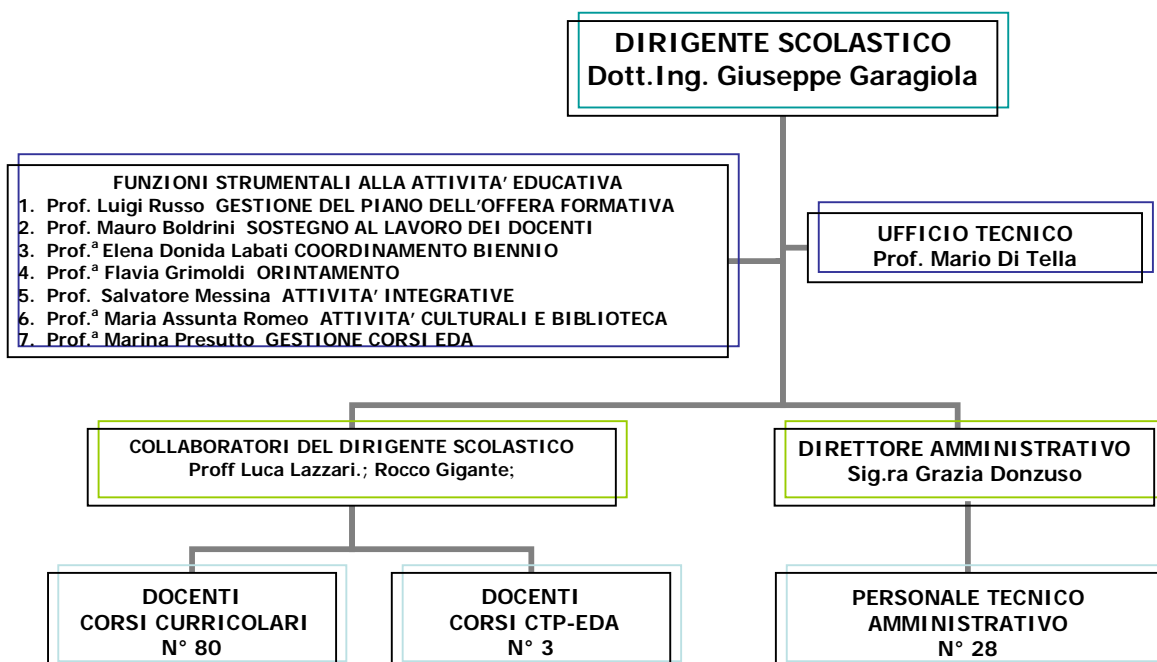 DIRIGENTE SCOLASTICO
Dott.Ing. Giuseppe Garagiola
FUNZIONI STRUMENTALI ALLA ATTIVITA’ EDUCATIVA
1. Prof. Luigi Russo GESTIONE DEL PIANO DELL’OFFERA FORMATIVA
2. Prof. Mauro Boldrini SOSTEGNO AL LAVORO DEI DOCENTI
3. Prof.ª Elena Donida Labati COORDINAMENTO BIENNIO
4. Prof.ª Flavia Grimoldi ORINTAMENTO
5. Prof. Salvatore Messina ATTIVITA’ INTEGRATIVE
6. Prof.ª Maria Assunta Romeo ATTIVITA’ CULTURALI E BIBLIOTECA
7. Prof.ª Marina Presutto GESTIONE CORSI EDA
UFFICIO TECNICO
Prof. Mario Di Tella
COLLABORATORI DEL DIRIGENTE SCOLASTICO
Proff Luca Lazzari.; Rocco Gigante;
DIRETTORE AMMINISTRATIVO
Sig.ra Grazia Donzuso
DOCENTI
CORSI CURRICOLARI
N° 80
DOCENTI
CORSI CTP-EDA
N° 3
PERSONALE TECNICO
AMMINISTRATIVO
N° 28